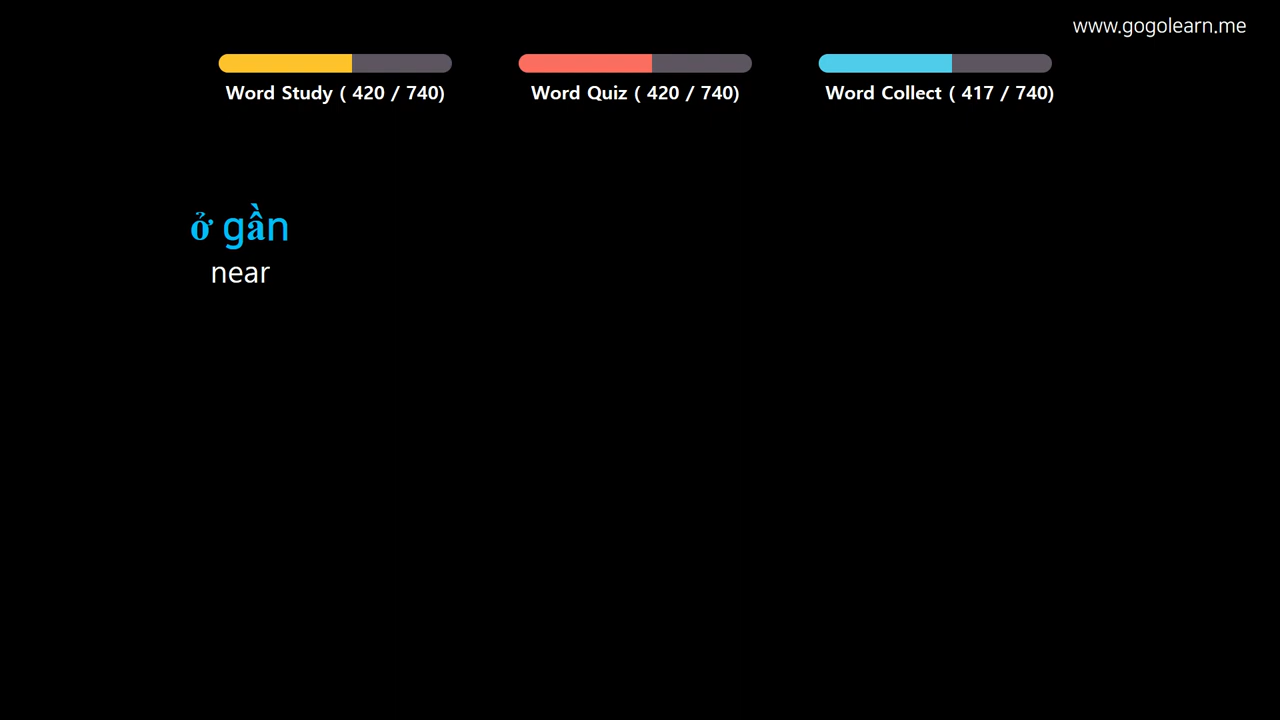 www.gogolearn.me
Word Study ( 420 / 740)
Word Quiz ( 420 / 740)
Word Collect ( 417 / 740)
ở gần
near